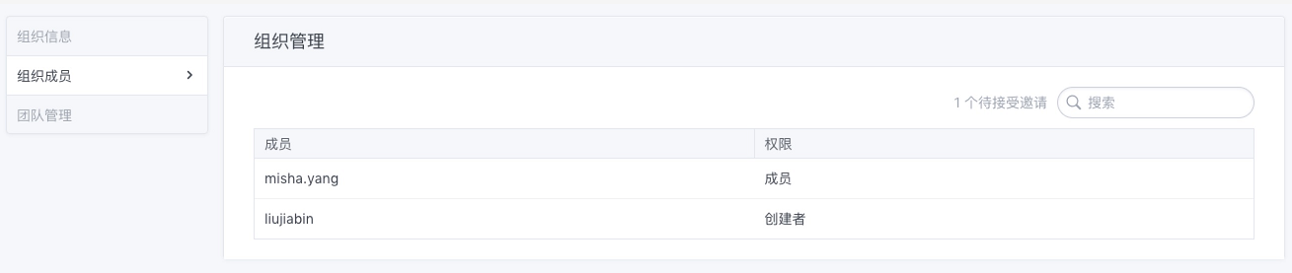 组织信息
组织成员
团队管理
组织管理
1 个待接受邀请 搜索
成员 权限
misha.yang 成员
liujiabin 创建者